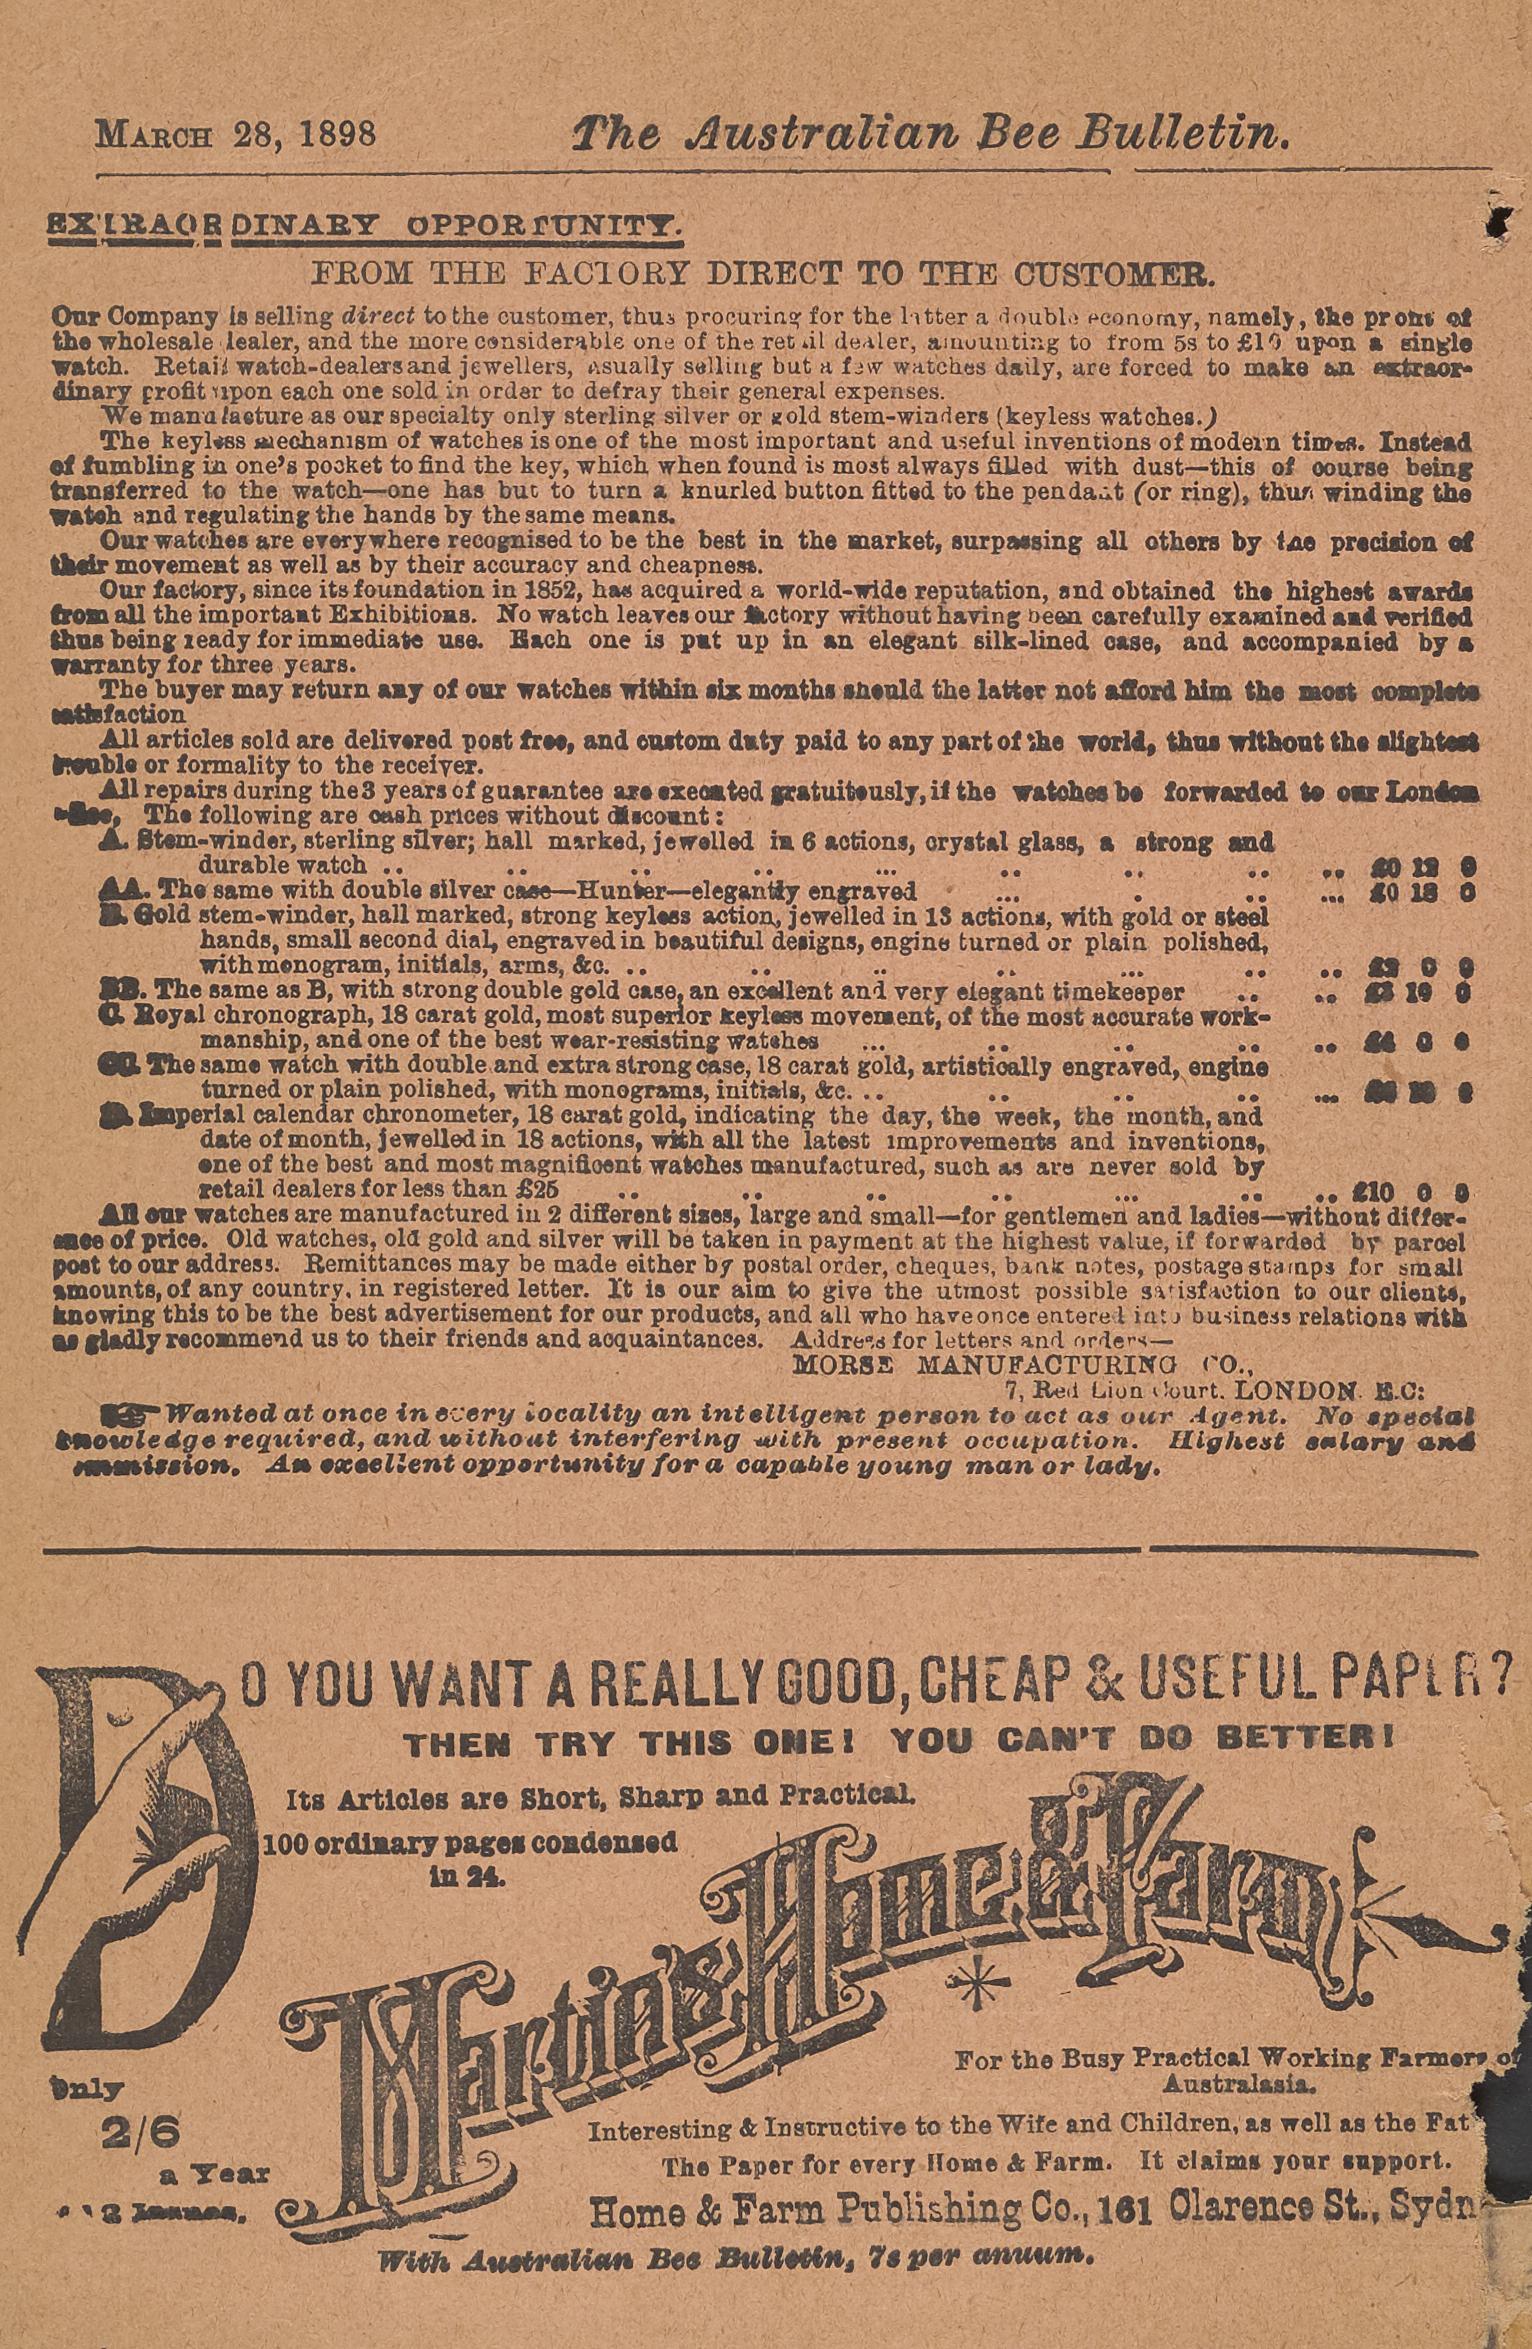 MARCH 28, 1898 The Australian Bee Bulletin.
EXTRAORDINARY OPPORTUNITY.
FROM THE FACTORY DIRECT TO THE CUSTOMER.
Our Company is selling direct to the customer, thus procuring for the latter a double economy, namely, the profit of
the wholesale dealer, and the more considerable one of the retail dealer, amounting to from 5s to £10 upon a single
watch. Retail watch-dealers and jewellers, usually selling but a few watches daily, are forced to make an extraor-
dinary profit upon each one sold in order to defray their general expenses.
We manufacture as our specialty only sterling silver or gold stem-winders (keyless watches.)
The keyless mechanism of watches is one of the most important and useful inventions of modern times. Instead
of fumbling in one's pocket to find the key, which when found is most always filled with dust—this of course being
transferred to the watch—one has but to turn a knurled button fitted to the pendant (or ring), thus winding the
watch and regulating the hands by the same means.
Our watches are everywhere recognised to be the best in the market, surpassing all others by the precision of
their movement as well as by their accuracy and cheapness.
Our factory, since its foundation in 1852, has acquired a world-wide reputation, and obtained the highest awards
from all the important Exhibitions. No watch leaves our factory without having been carefully examined and verified
thus being ready for immediate use. Each one is put up in an elegant silk-lined case, and accompanied by a
warranty for three years.
The buyer may return any of our watches within six months should the latter not afford him the most complete
satisfaction
All articles sold are delivered post free, and custom duty paid to any part of the world, thus without the slightest
trouble or formality to the receiver.
All repairs during the 3 years of guarantee are executed gratuitously, if the watches be forwarded to our London
The following are cash prices without discount:
A. Stem-winder, sterling silver; hall marked, jewelled in 6 actions, crystal glass, a strong and
durable watch .. .. .. .. ... .. .. .. .. £0 12 0
AA. The same with double silver case—Hunter—elegantly engraved ... . .. ... £0 18 0
B. Gold stem-winder, hall marked, strong keyless action, jewelled in 13 actions, with gold or steel
hands, small second dial, engraved in beautiful designs, engine turned or plain polished,
with monogram, initials, arms, &c. .. .. .. .. ... .. .. 0 0
BB. The same as B, with strong double gold case, an excellent and very elegant timekeeper .. .. £3 10 0
C. Royal chronograph, 18 carat gold, most superior keyless movement, of the most accurate work-
manship, and one of the best wear-resisting watches ... .. .. .. .. £4 0 0
CC. The same watch with double and extra strong case, 18 carat gold, artistically engraved, engine
turned or plain polished, with monograms, initials, &c. .. .. .. .. ...
D. Imperial calendar chronometer, 18 carat gold, indicating the day, the week, the month, and
date of month, jewelled in 18 actions, with all the latest improvements and inventions,
one of the best and most magnificent watches manufactured, such as are never sold by
retail dealers for less than £25 .. .. .. .. ... .. .. £10 0 0
All our watches are manufactured in 2 different sizes, large and small—for gentlemen and ladies—without differ-
ence of price. Old watches, old gold and silver will be taken in payment at the highest value, if forwarded by parcel
post to our address. Remittances may be made either by postal order, cheques, bank notes, postage stamps for small
amounts, of any country, in registered letter. It is our aim to give the utmost possible satisfaction to our clients,
knowing this to be the best advertisement for our products, and all who have once entered into business relations with
as gladly recommend us to their friends and acquaintances. Address for letters and orders—
MORSE MANUFACTURING CO.,
7, Red Lion Court. LONDON E.C:
Wanted at once in every locality an intelligent person to act as our Agent. No special
knowledge required, and without interfering with present occupation. Highest salary and
commission. An excellent opportunity for a capable young man or lady.
DO YOU WANT A REALLY GOOD, CHEAP & USEFUL PAPER?
THEN TRY THIS ONE! YOU CAN'T DO BETTER!
Its Articles are Short, Sharp and Practical.
100 ordinary pages condensed
in 24.
Martin's Home & Farm
For the Busy Practical Working Farmers of
Australasia.
Only
2/6
a Year
Issues.
Interesting & Instructive to the Wife and Children, as well as the Fat
The Paper for every Home & Farm. It claims your support.
Home & Farm Publishing Co., 161 Clarence St., Sydn
With Australian Bee Bulletin, 7s per anuum.